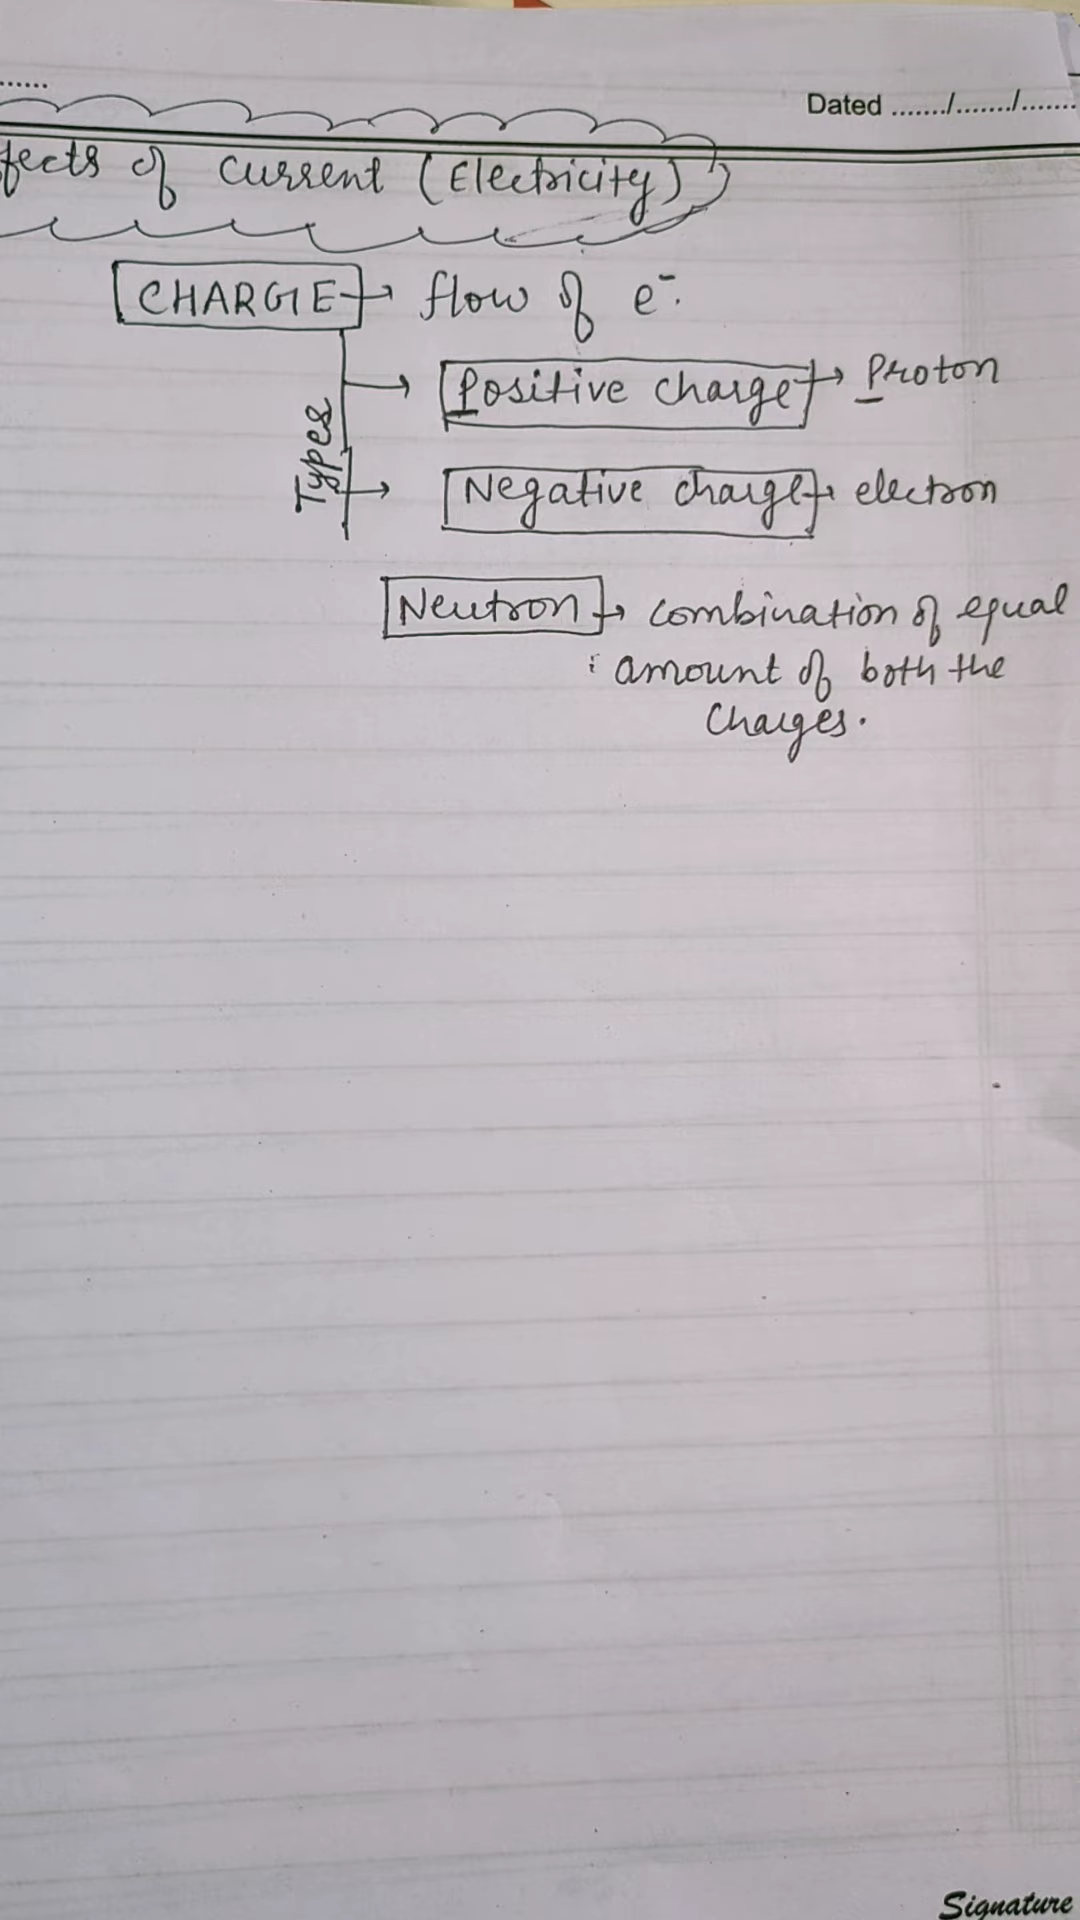 Dated ......./......./.......
fects of current (Electricity)
CHARGE → flow of e⁻.
Types
Positive charge → Proton
Negative charge → electron
Neutron → combination of equal
amount of both the
charges.
Signature